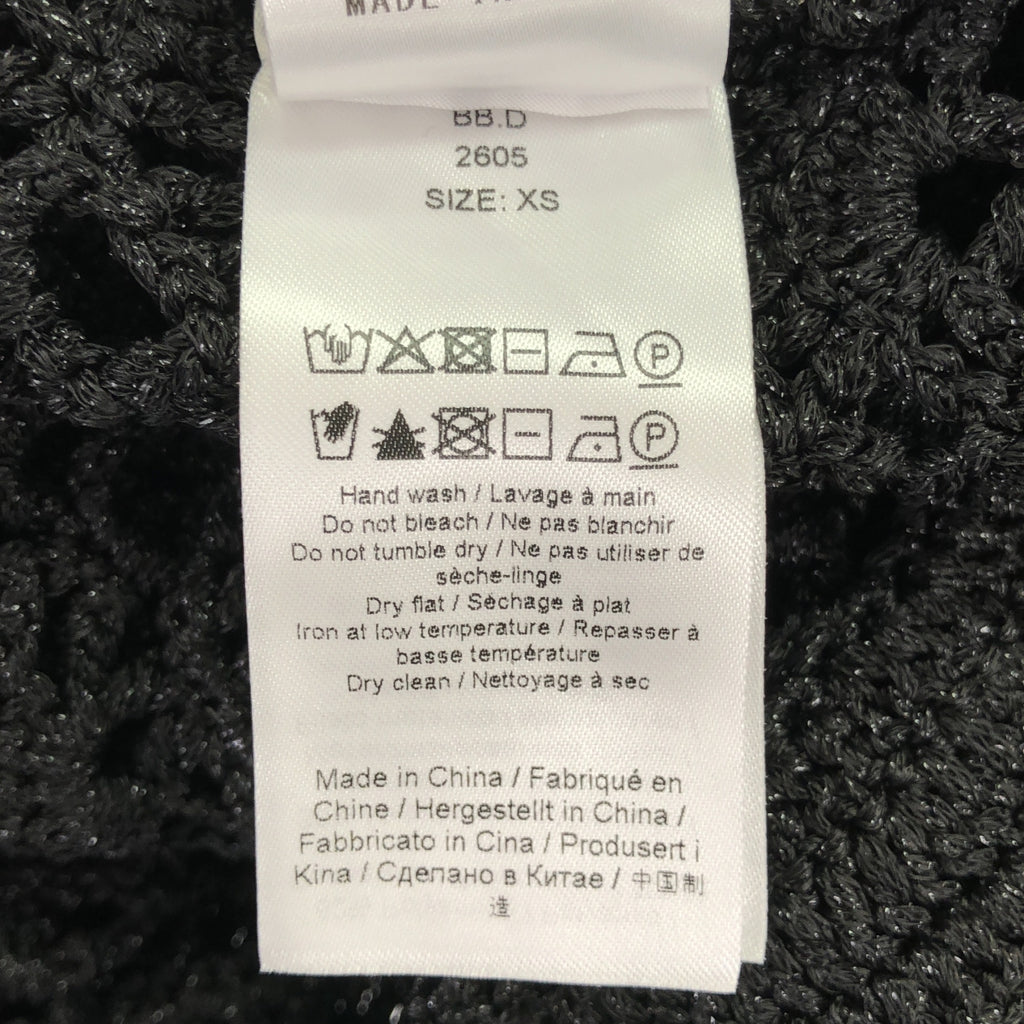 MADE
BB.D
2605
SIZE: XS
P
P
Hand wash / Lavage à main
Do not bleach / Ne pas blanchir
Do not tumble dry / Ne pas utiliser de
sèche-linge
Dry flat / Séchage à plat
Iron at low temperature / Repasser à
basse température
Dry clean / Nettoyage à sec
Made in China / Fabriqué en
Chine / Hergestellt in China /
Fabbricato in Cina / Produsert i
Kina / Сделано в Китае / 中国制
造